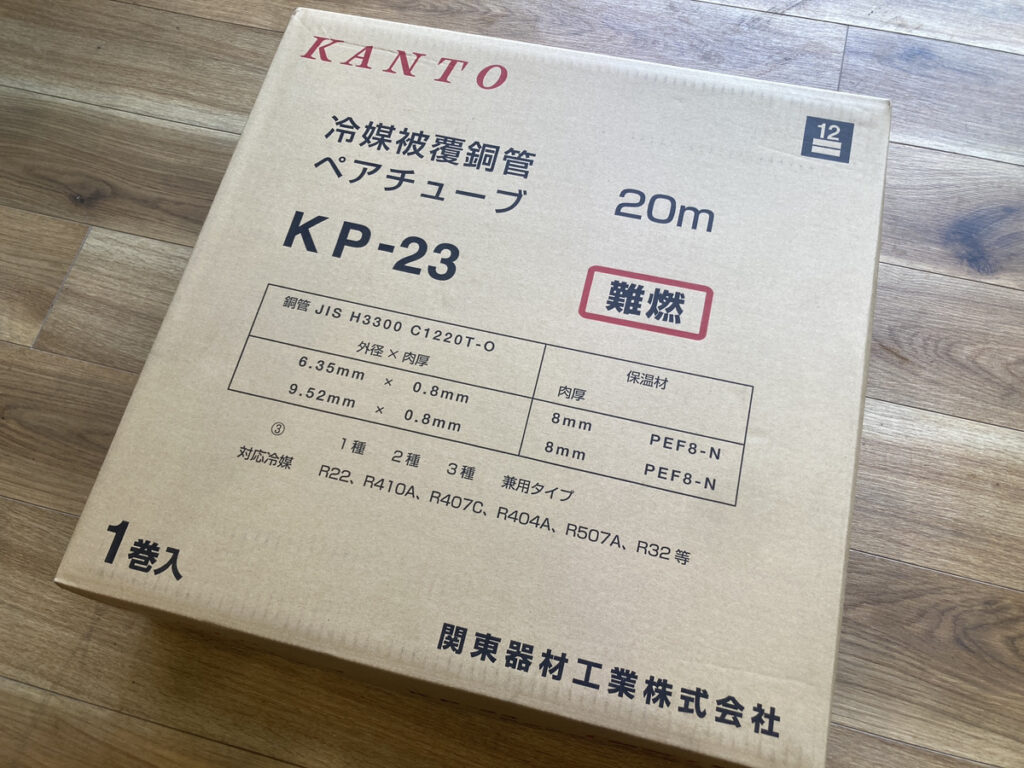 KANTO
12
冷媒被覆銅管
ペアチューブ
20m
KP-23
難燃
銅管 JIS H3300 C1220T-O
外径 × 肉厚
保温材
肉厚
6.35mm × 0.8mm
8mm PEF8-N
9.52mm × 0.8mm
8mm PEF8-N
③ 1種 2種 3種 兼用タイプ
対応冷媒 R22、R410A、R407C、R404A、R507A、R32 等
1巻入
関東器材工業株式会社